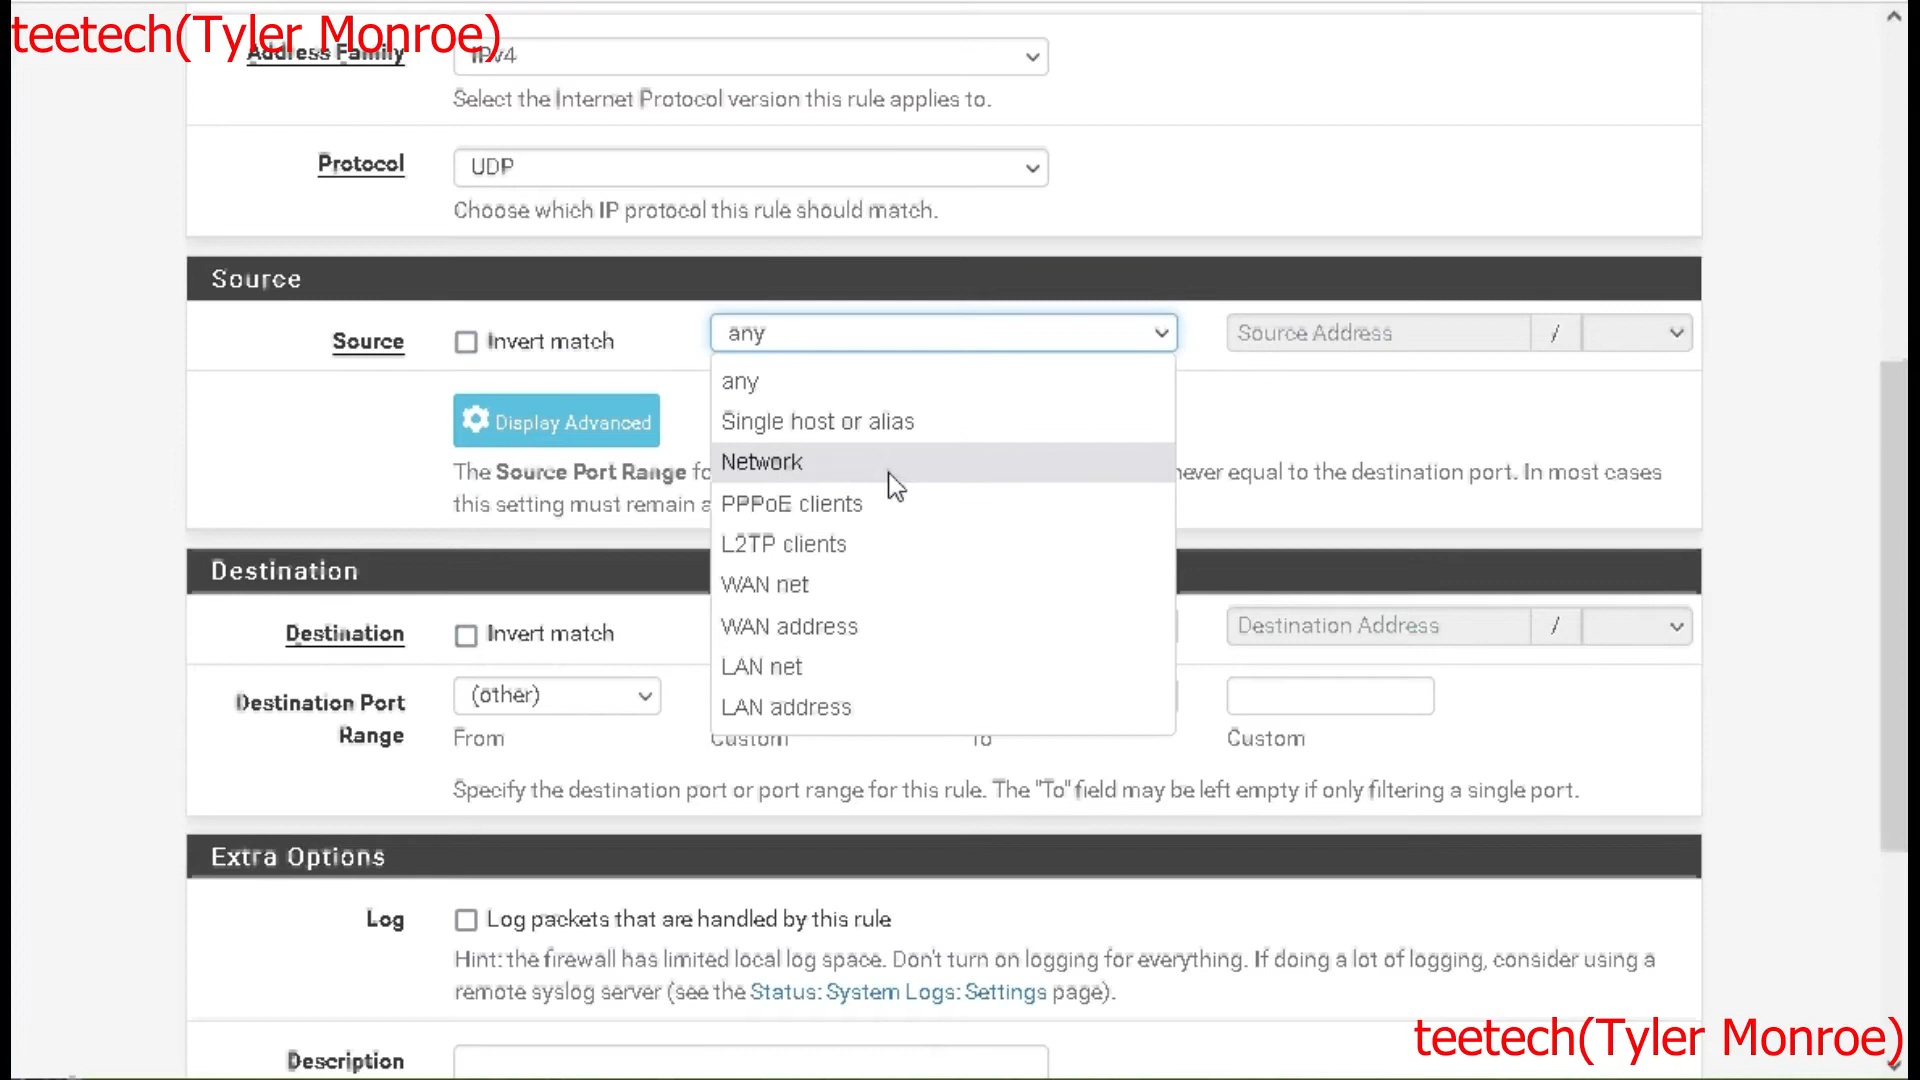 teetech(Tyler Monroe)
Address Family
IPv4
Select the Internet Protocol version this rule applies to.
Protocol
UDP
Choose which IP protocol this rule should match.
Source
Source
Invert match
any
Source Address
/
any
Single host or alias
Network
PPPoE clients
L2TP clients
WAN net
WAN address
LAN net
LAN address
Display Advanced
The Source Port Range fo
never equal to the destination port. In most cases
this setting must remain a
Destination
Destination
Invert match
Destination Address
/
Destination Port
Range
(other)
From
Custom
To
Custom
Specify the destination port or port range for this rule. The "To" field may be left empty if only filtering a single port.
Extra Options
Log
Log packets that are handled by this rule
Hint: the firewall has limited local log space. Don't turn on logging for everything. If doing a lot of logging, consider using a
remote syslog server (see the Status: System Logs: Settings page).
Description
teetech(Tyler Monroe)